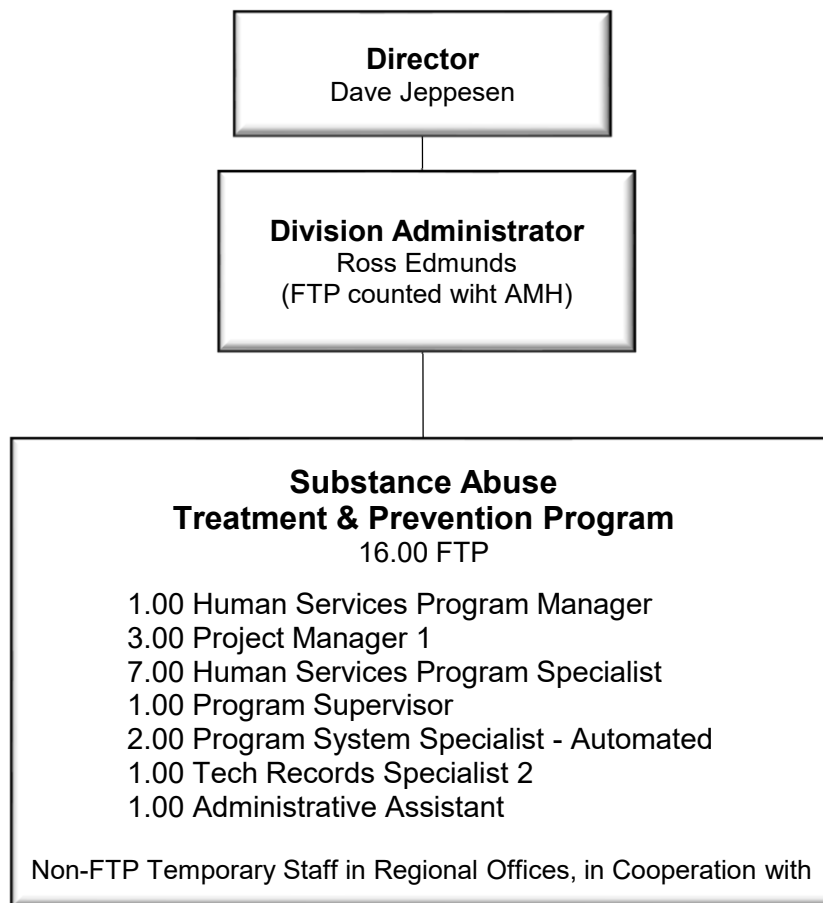 Director
Dave Jeppesen
Division Administrator
Ross Edmunds
(FTP counted wiht AMH)
Substance Abuse
Treatment & Prevention Program
16.00 FTP
1.00 Human Services Program Manager
3.00 Project Manager 1
7.00 Human Services Program Specialist
1.00 Program Supervisor
2.00 Program System Specialist - Automated
1.00 Tech Records Specialist 2
1.00 Administrative Assistant
Non-FTP Temporary Staff in Regional Offices, in Cooperation with